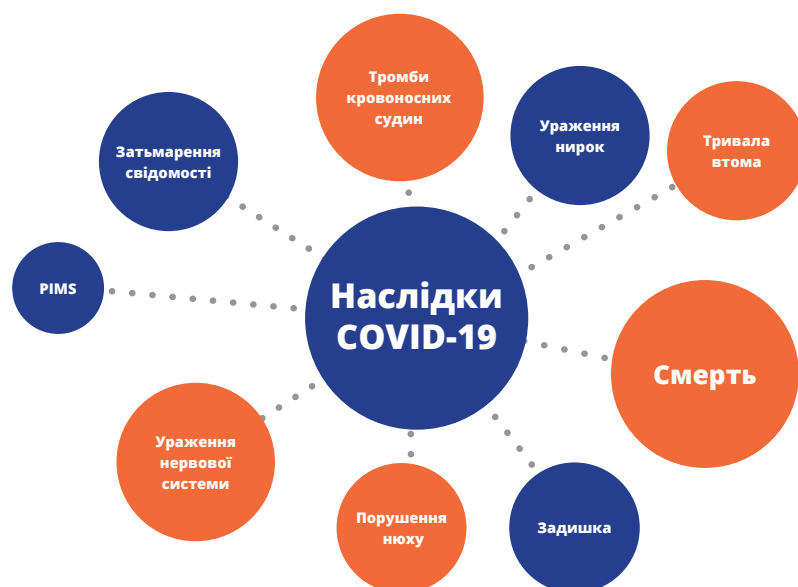 Тромби
кровоносних
судин
Ураження
нирок
Тривала
втома
Затьмарення
свідомості
PIMS
Наслідки
COVID-19
Смерть
Ураження
нервової
системи
Порушення
нюху
Задишка